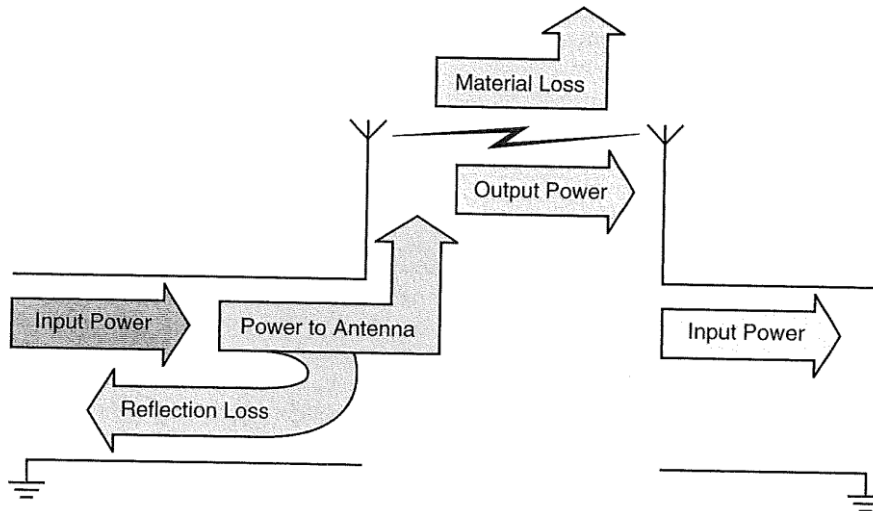 Material Loss
Output Power
Input Power
Power to Antenna
Input Power
Reflection Loss